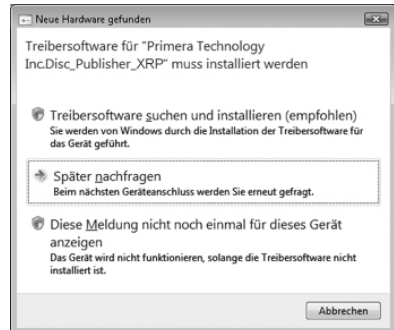 Neue Hardware gefunden
Treibersoftware für "Primera Technology
Inc.Disc_Publisher_XRP" muss installiert werden
Treibersoftware suchen und installieren (empfohlen)
Sie werden von Windows durch die Installation der Treibersoftware für
das Gerät geführt.
Später nachfragen
Beim nächsten Geräteanschluss werden Sie erneut gefragt.
Diese Meldung nicht noch einmal für dieses Gerät
anzeigen
Das Gerät wird nicht funktionieren, solange die Treibersoftware nicht
installiert ist.
Abbrechen